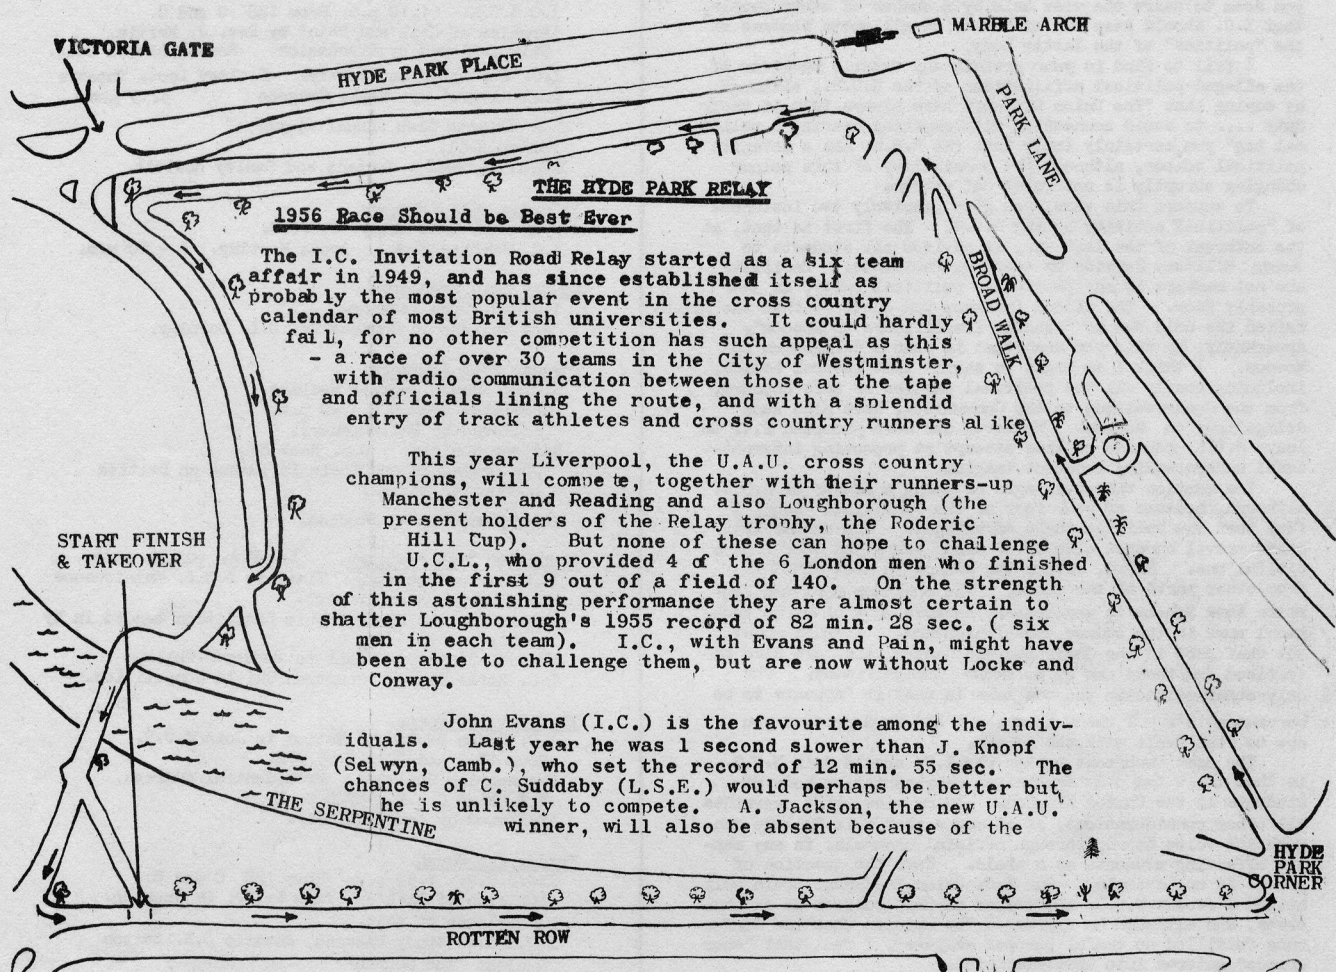 MARBLE ARCH
VICTORIA GATE
HYDE PARK PLACE
PARK LANE
THE HYDE PARK RELAY
1956 Race Should be Best Ever
BROAD WALK
The I.C. Invitation Road Relay started as a six team
affair in 1949, and has since established itself as
probably the most popular event in the cross country
calendar of most British universities. It could hardly
fail, for no other competition has such appeal as this
- a race of over 30 teams in the City of Westminster,
with radio communication between those at the tape
and officials lining the route, and with a splendid
entry of track athletes and cross country runners alike
This year Liverpool, the U.A.U. cross country
champions, will compete, together with their runners-up
Manchester and Reading and also Loughborough (the
present holders of the Relay trophy, the Roderic
Hill Cup). But none of these can hope to challenge
U.C.L., who provided 4 of the 6 London men who finished
in the first 9 out of a field of 140. On the strength
of this astonishing performance they are almost certain to
shatter Loughborough's 1955 record of 82 min. 28 sec. ( six
men in each team). I.C., with Evans and Pain, might have
been able to challenge them, but are now without Locke and
Conway.
START FINISH
& TAKEOVER
John Evans (I.C.) is the favourite among the indiv-
iduals. Last year he was 1 second slower than J. Knopf
(Selwyn, Camb.), who set the record of 12 min. 55 sec. The
chances of C. Suddaby (L.S.E.) would perhaps be better but
he is unlikely to compete. A. Jackson, the new U.A.U.
winner, will also be absent because of the
THE SERPENTINE
HYDE
PARK
CORNER
ROTTEN ROW